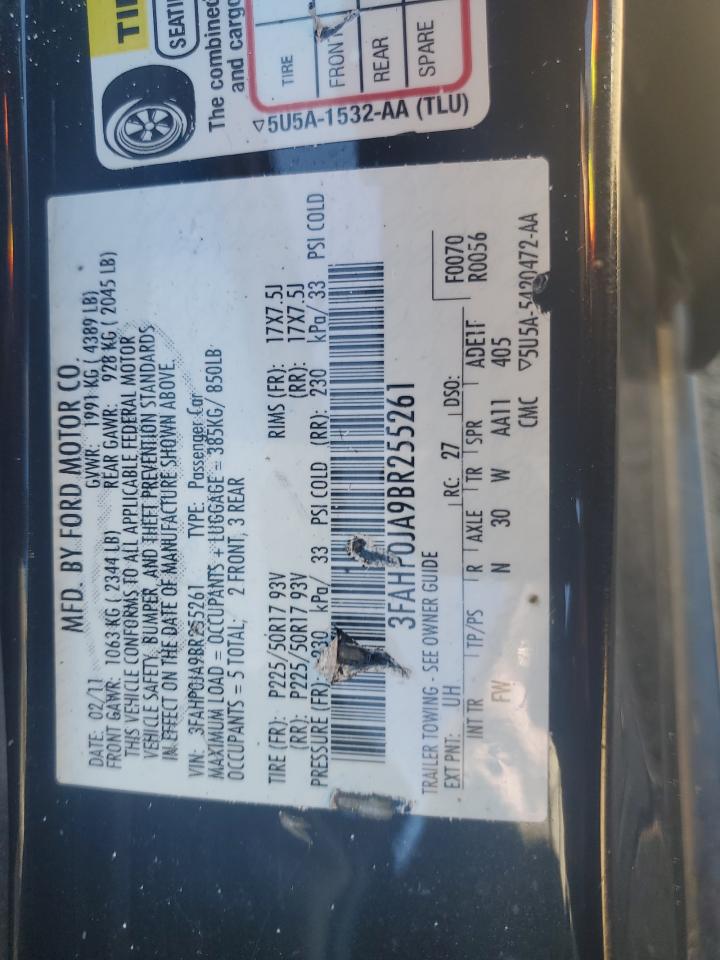 TI
SEATI
The combined
and cargo
TIRE
FRONT
REAR
SPARE
▽5U5A-1532-AA (TLU)
MFD. BY FORD MOTOR CO.
DATE: 02/11 GVWR: 1991 KG ( 4389 LB)
FRONT GAWR: 1063 KG ( 2344 LB) REAR GAWR: 928 KG ( 2045 LB)
THIS VEHICLE CONFORMS TO ALL APPLICABLE FEDERAL MOTOR
VEHICLE SAFETY, BUMPER, AND THEFT PREVENTION STANDARDS
IN EFFECT ON THE DATE OF MANUFACTURE SHOWN ABOVE.
VIN: 3FAHP0JA9BR255261 TYPE: Passenger Car
MAXIMUM LOAD = OCCUPANTS + LUGGAGE = 385KG/ 850LB
OCCUPANTS = 5 TOTAL; 2 FRONT, 3 REAR
TIRE (FR): P225/50R17 93V RIMS (FR): 17X7.5J
(RR): P225/50R17 93V (RR): 17X7.5J
PRESSURE (FR): 230 kPa/ 33 PSI COLD (RR): 230 kPa/ 33 PSI COLD
3FAHP0JA9BR255261
TRAILER TOWING - SEE OWNER GUIDE
EXT PNT: UH RC: 27 DSO: F0070
R0056
INT TR TP/PS R AXLE TR SPR ADE1F
FW N 30 W AA11 405
CMC ▽5U5A-5420472-AA